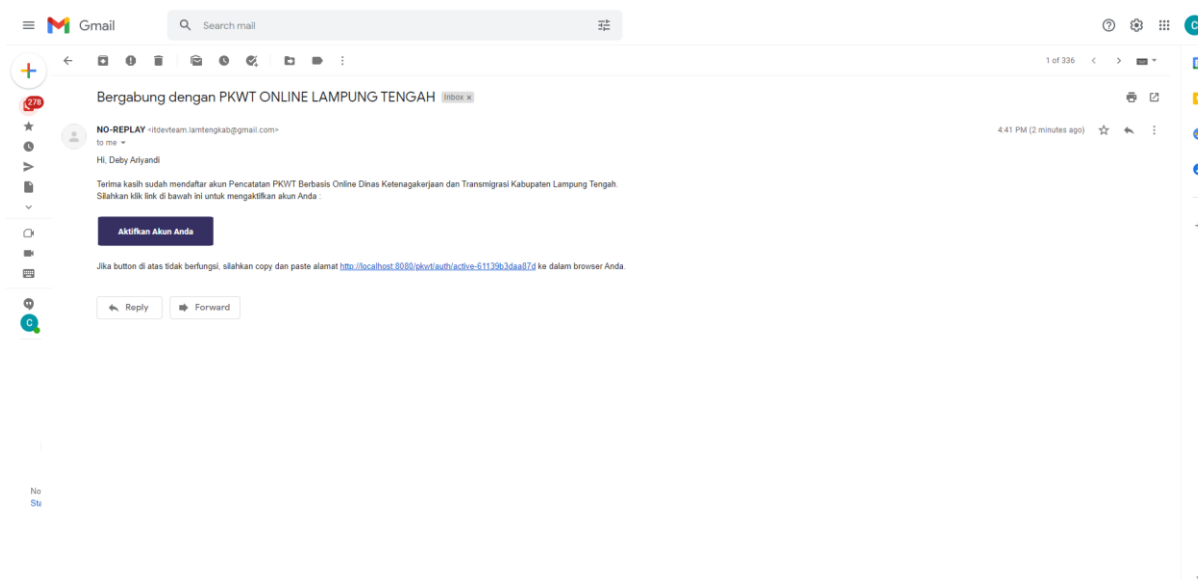 Gmail
Search mail
C
1 of 336
278
Bergabung dengan PKWT ONLINE LAMPUNG TENGAH Inbox x
NO-REPLAY <itdevteam.lamtengkab@gmail.com> 4:41 PM (2 minutes ago)
to me
Hi, Deby Ariyandi
Terima kasih sudah mendaftar akun Pencatatan PKWT Berbasis Online Dinas Ketenagakerjaan dan Transmigrasi Kabupaten Lampung Tengah.
Silahkan klik link di bawah ini untuk mengaktifkan akun Anda :
Aktifkan Akun Anda
Jika button di atas tidak berfungsi, silahkan copy dan paste alamat http://localhost:8080/pkwt/auth/active-61139b3daa87d ke dalam browser Anda.
Reply Forward
C
No
Sta